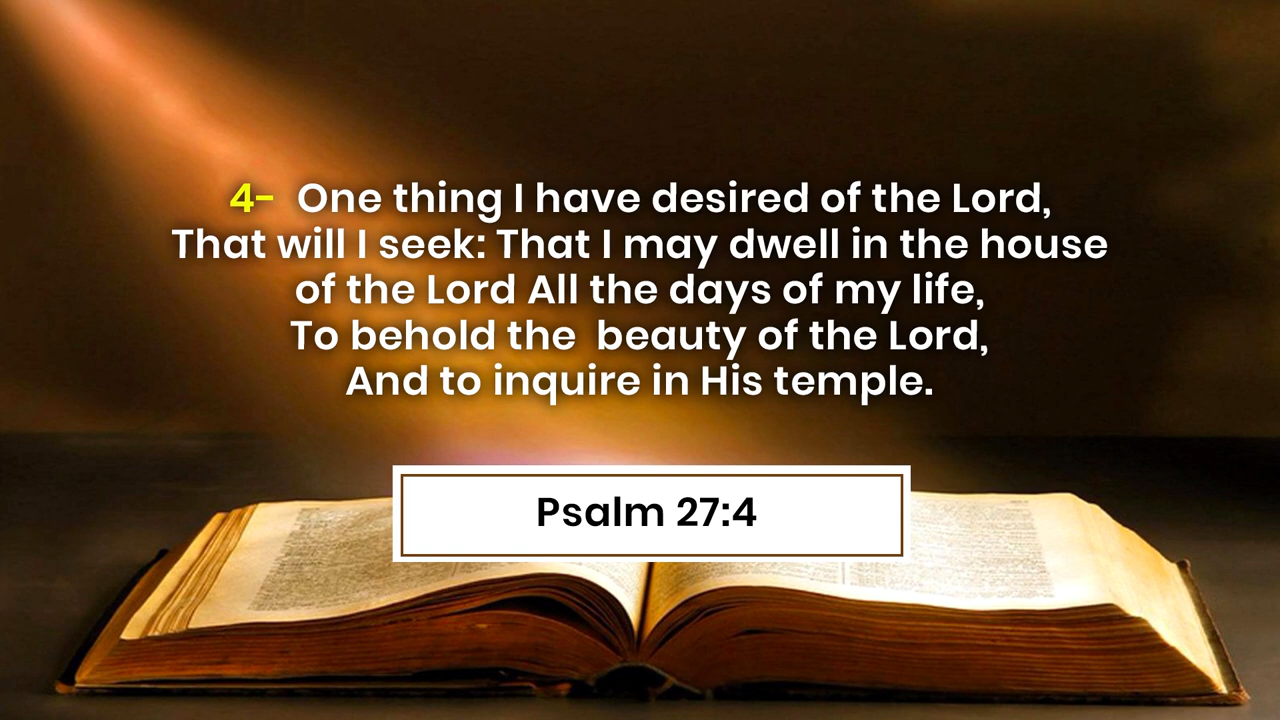 4- One thing I have desired of the Lord,
That will I seek: That I may dwell in the house
of the Lord All the days of my life,
To behold the  beauty of the Lord,
And to inquire in His temple.
Psalm 27:4